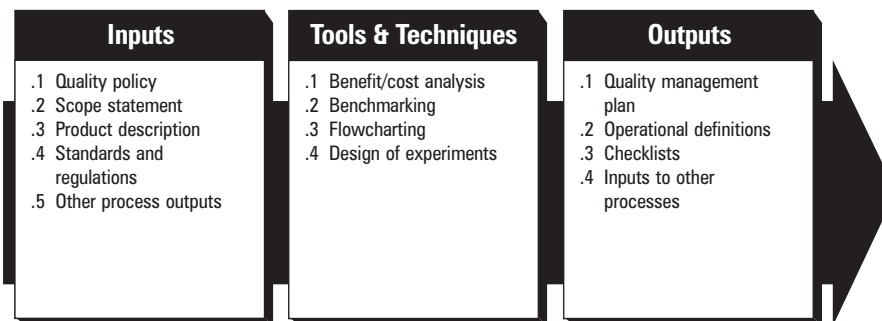 Inputs
.1 Quality policy
.2 Scope statement
.3 Product description
.4 Standards and
regulations
.5 Other process outputs
Tools & Techniques
.1 Benefit/cost analysis
.2 Benchmarking
.3 Flowcharting
.4 Design of experiments
Outputs
.1 Quality management
plan
.2 Operational definitions
.3 Checklists
.4 Inputs to other
processes